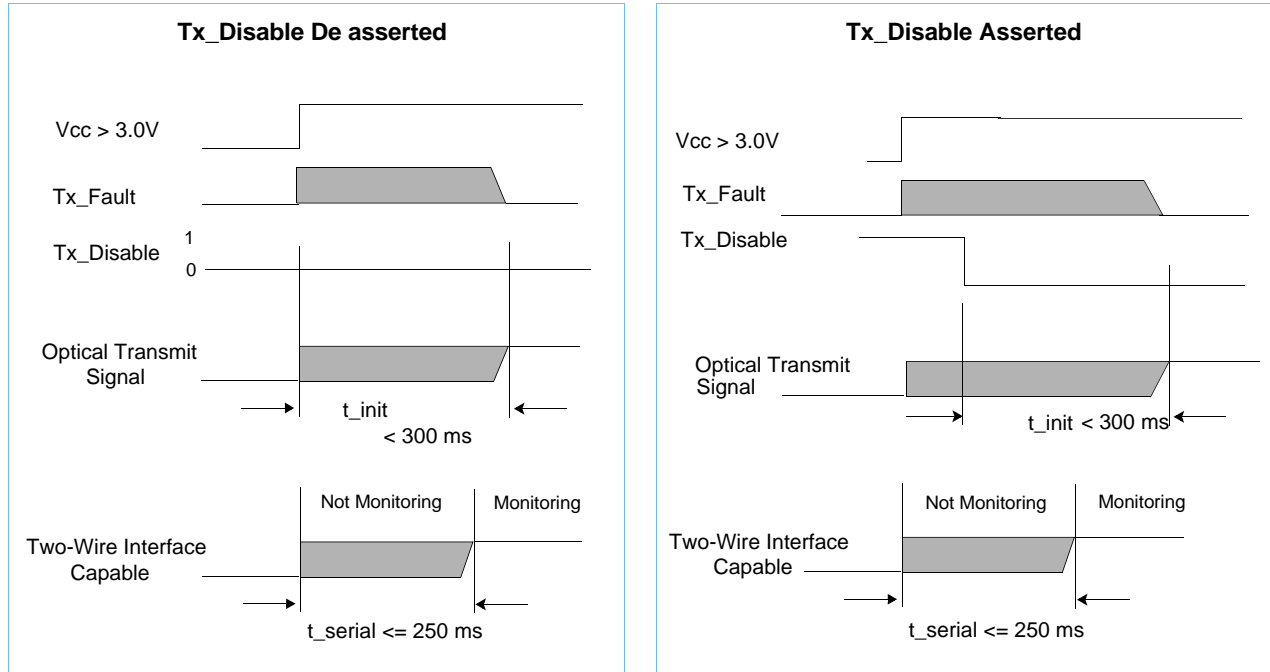 Tx_Disable De asserted
Vcc > 3.0V
Tx_Fault
Tx_Disable
1
0
Optical Transmit
Signal
t_init
< 300 ms
Not Monitoring
Monitoring
Two-Wire Interface
Capable
t_serial <= 250 ms
Tx_Disable Asserted
Vcc > 3.0V
Tx_Fault
Tx_Disable
Optical Transmit
Signal
t_init < 300 ms
Not Monitoring
Monitoring
Two-Wire Interface
Capable
t_serial <= 250 ms